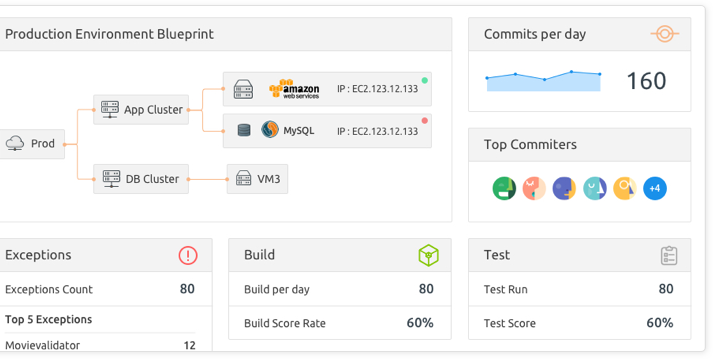 Production Environment Blueprint
Commits per day
amazon
web services
IP : EC2.123.12.133
160
App Cluster
MySQL
IP : EC2.123.12.133
Prod
Top Commiters
DB Cluster
VM3
+4
Exceptions
Build
Test
Exceptions Count 80
Build per day 80
Test Run 80
Top 5 Exceptions
Build Score Rate 60%
Test Score 60%
Movievalidator 12